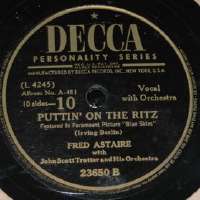 DECCA
PERSONALITY SERIES
MANUFACTURED BY DECCA RECORDS, INC., NEW YORK, U.S.A.
(L 4245)
Album No. A-481
10 sides-10
Vocal
with Orchestra
PUTTIN' ON THE RITZ
Featured in Paramount Picture "Blue Skies"
(Irving Berlin)
FRED ASTAIRE
with
John Scott Trotter and His Orchestra
23650 B